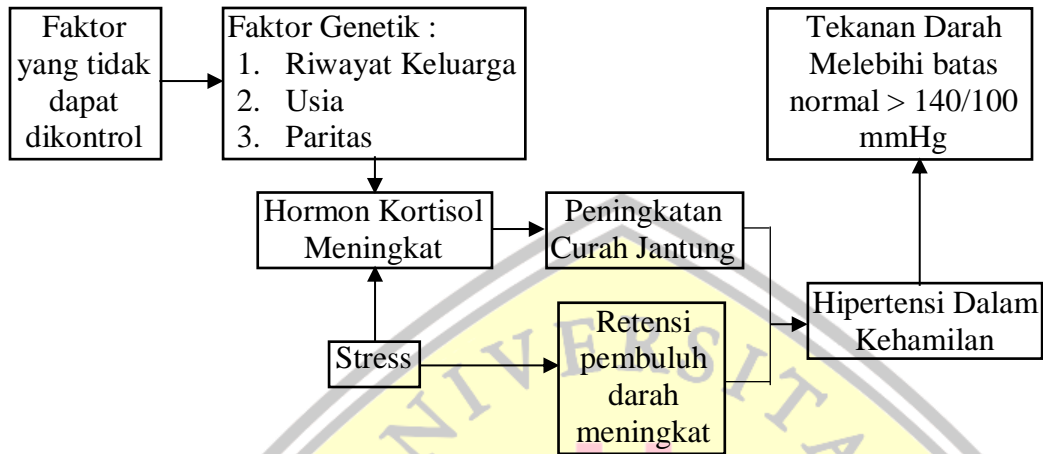 Faktor
yang tidak
dapat
dikontrol
Faktor Genetik :
1. Riwayat Keluarga
2. Usia
3. Paritas
Tekanan Darah
Melebihi batas
normal > 140/100
mmHg
Hormon Kortisol
Meningkat
Peningkatan
Curah Jantung
Hipertensi Dalam
Kehamilan
Stress
Retensi
pembuluh
darah
meningkat
NIVERSITA